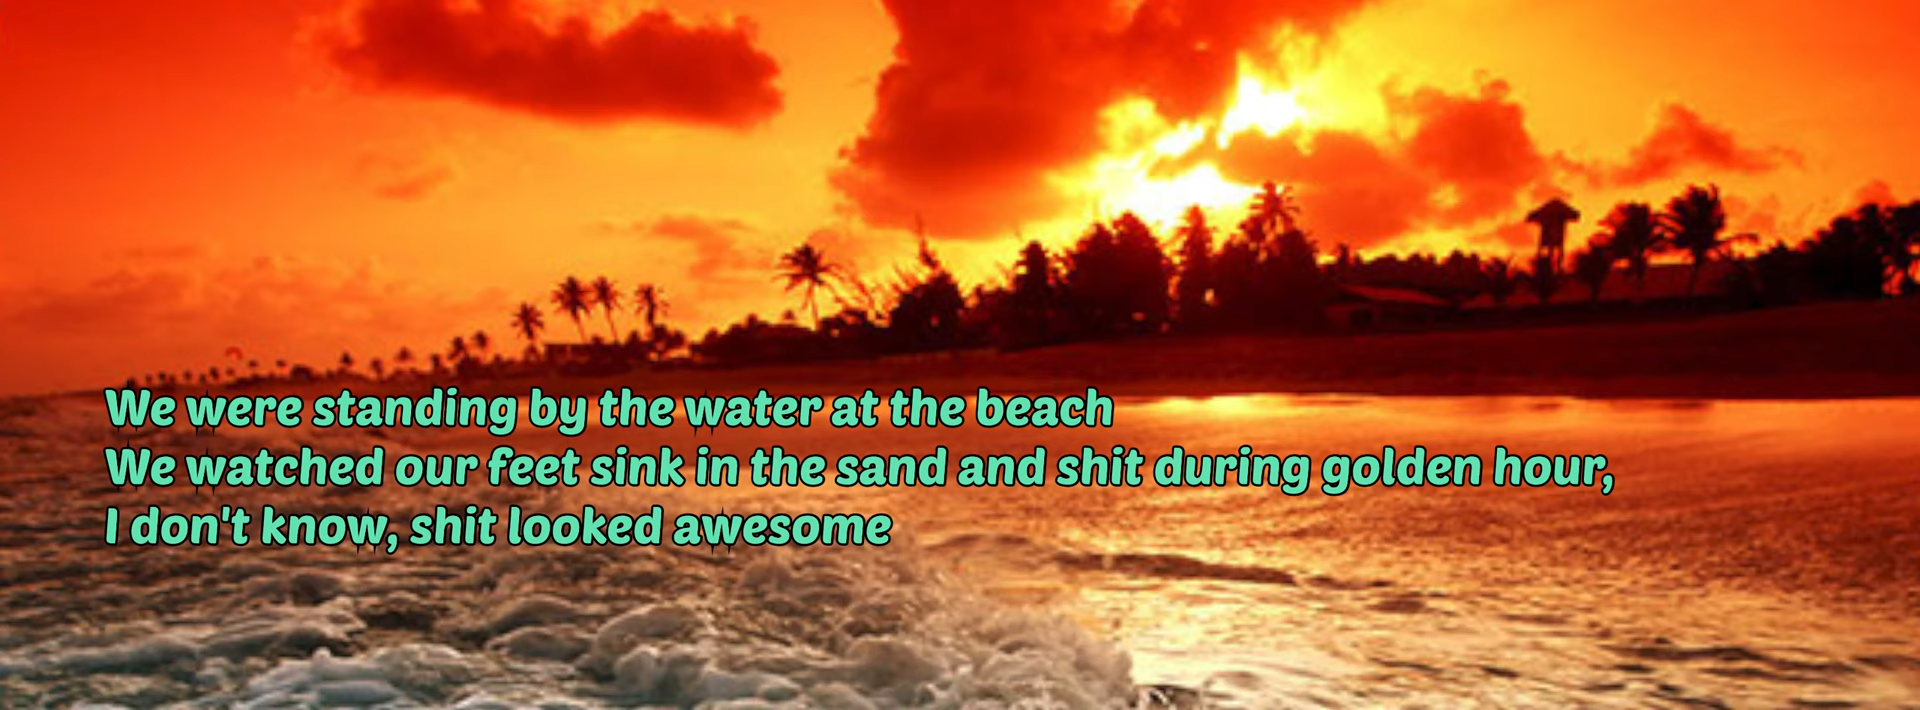 We were standing by the water at the beach
We watched our feet sink in the sand and shit during golden hour,
I don't know, shit looked awesome